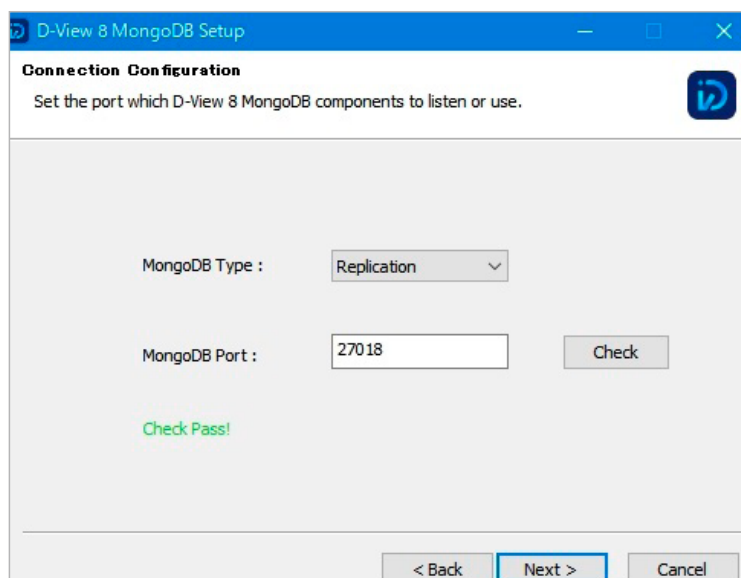 D-View 8 MongoDB Setup
Connection Configuration
Set the port which D-View 8 MongoDB components to listen or use.
MongoDB Type :
Replication
MongoDB Port :
27018
Check
Check Pass!
< Back
Next >
Cancel